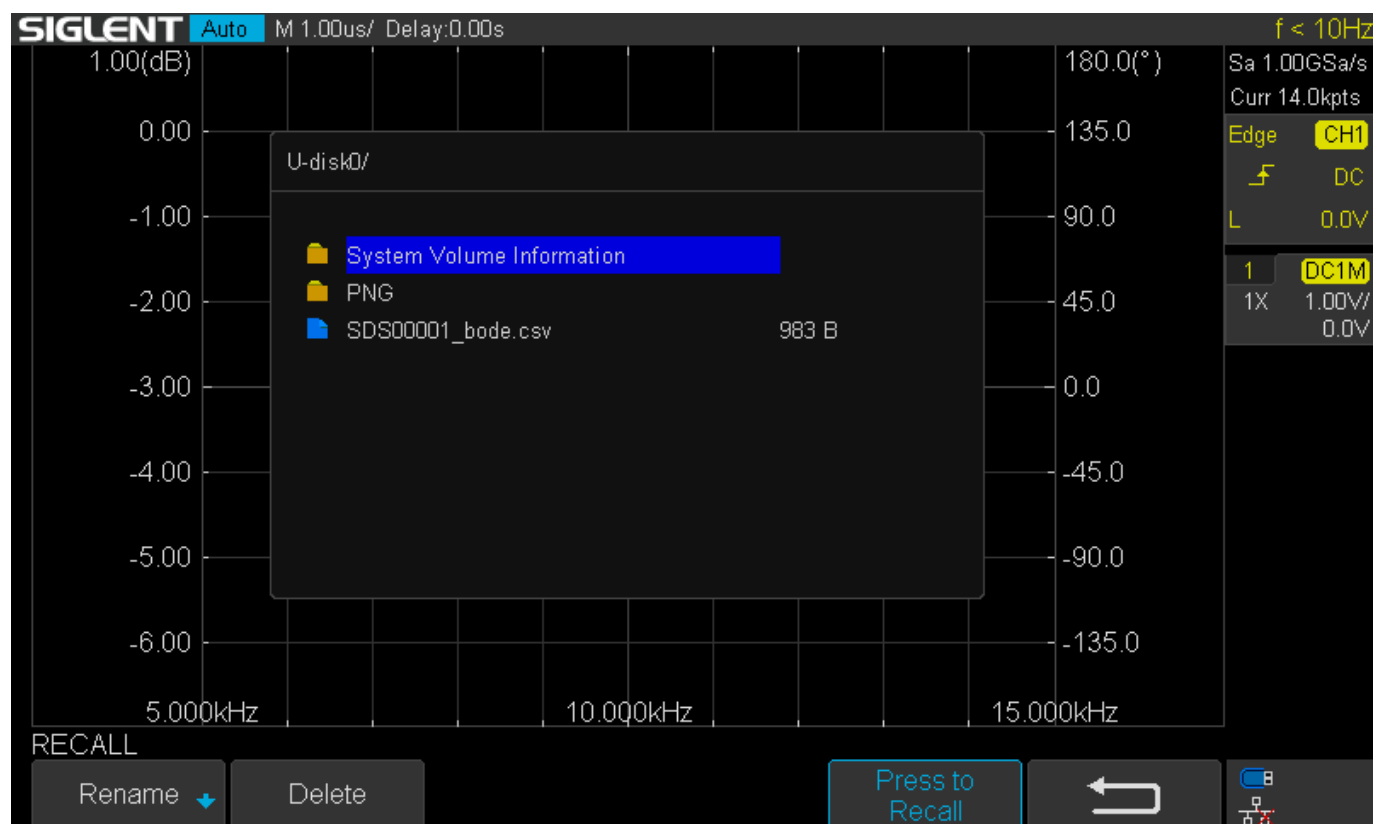 SIGLENT Auto M 1.00us/ Delay:0.00s f < 10Hz
1.00(dB) 180.0(°) Sa 1.00GSa/s
Curr 14.0kpts
0.00 135.0 Edge CH1
U-disk0/
DC
-1.00 90.0 L 0.0V
System Volume Information
1 DC1M
PNG
-2.00 45.0 1X 1.00V/
SDS00001_bode.csv 983 B 0.0V
-3.00 0.0
-4.00 -45.0
-5.00 -90.0
-6.00 -135.0
5.000kHz 10.000kHz 15.000kHz
RECALL
Rename Delete Press to
Recall